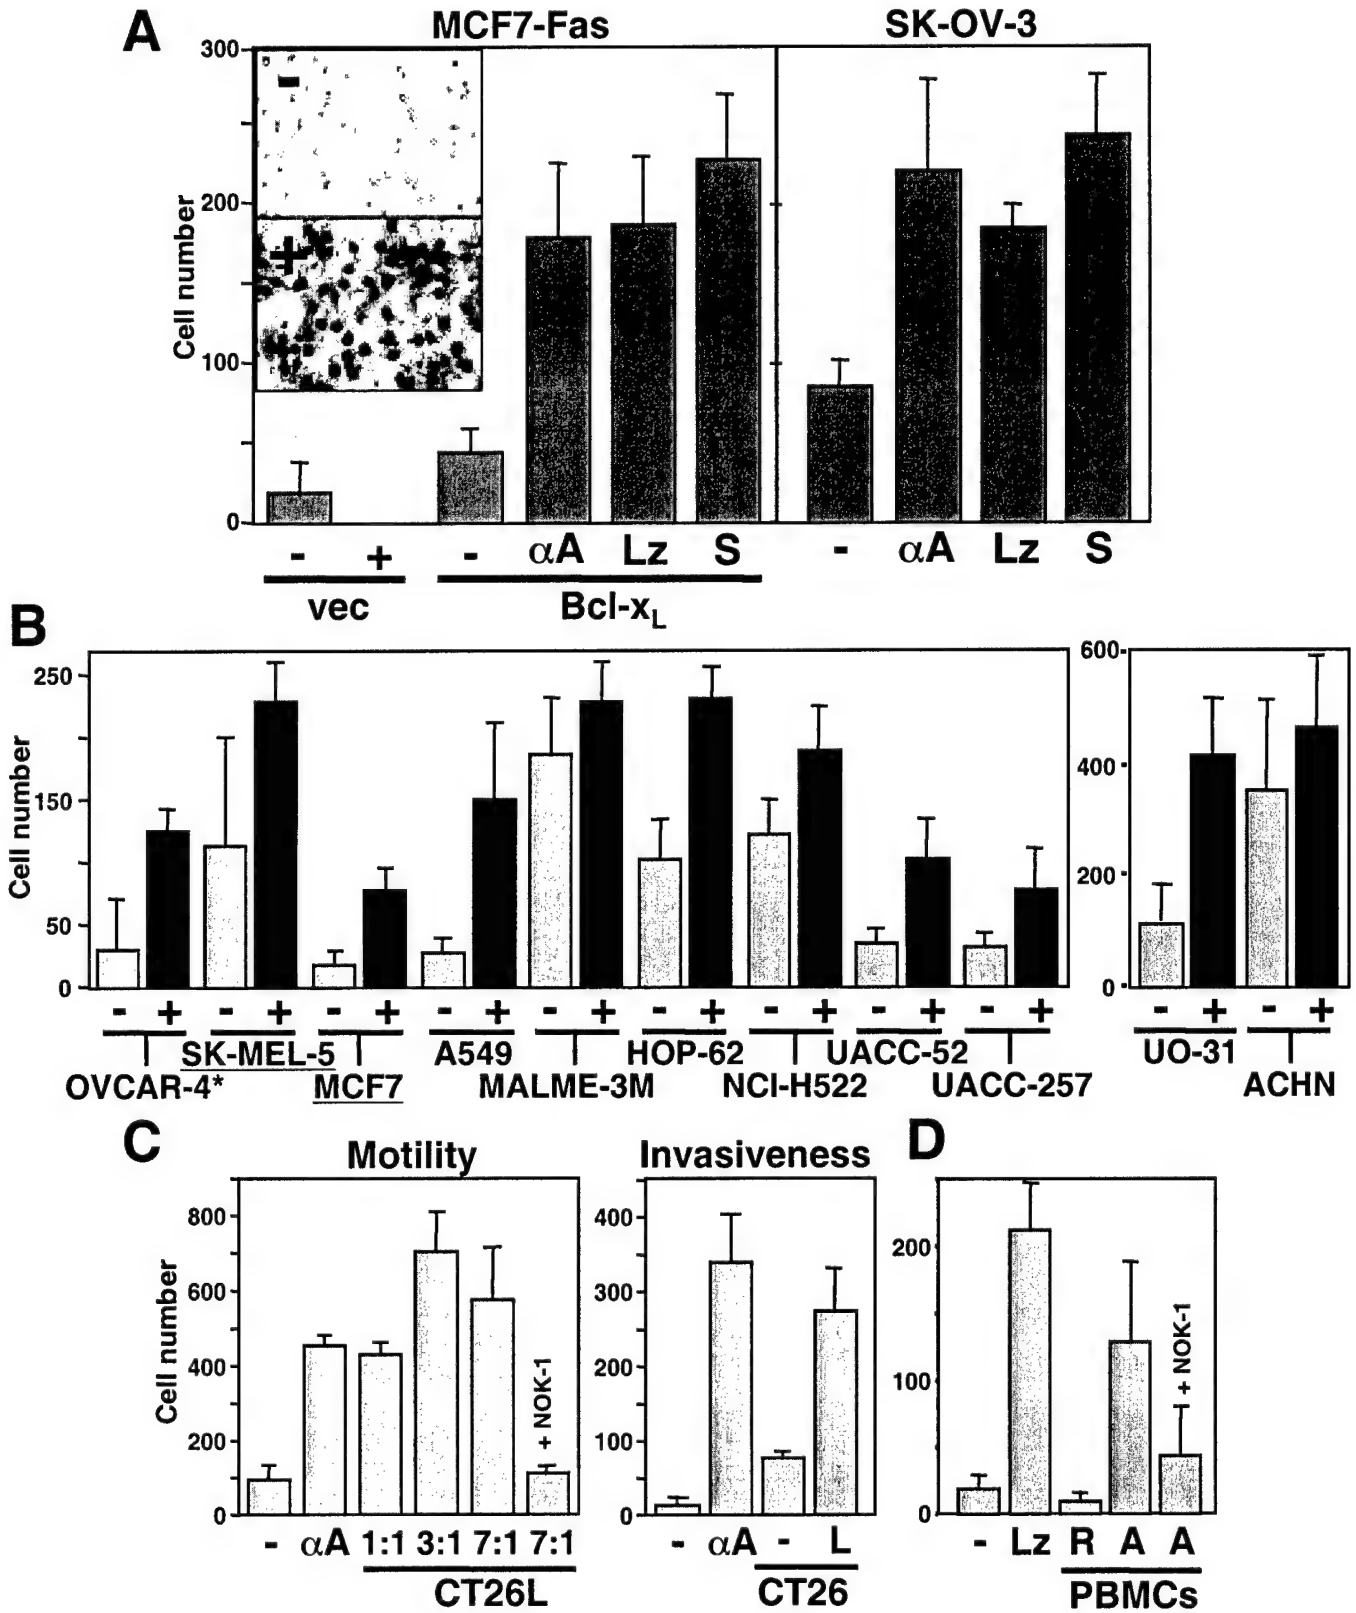 A
MCF7-Fas SK-OV-3
300
200
100
0
Cell number
-
+
- + - αA Lz S - αA Lz S
vec Bcl-xL
B
250
150
50
0
Cell number
600
400
200
0
- + - + - + - + - + - + - + - + - + - + - +
SK-MEL-5 A549 HOP-62 UACC-52 UO-31
OVCAR-4* MCF7 MALME-3M NCI-H522 UACC-257 ACHN
C
Motility Invasiveness
D
800
600
400
200
0
Cell number
+ NOK-1
- αA 1:1 3:1 7:1 7:1
CT26L
400
300
200
100
0
- αA - L
CT26
200
100
0
+ NOK-1
- Lz R A A
PBMCs